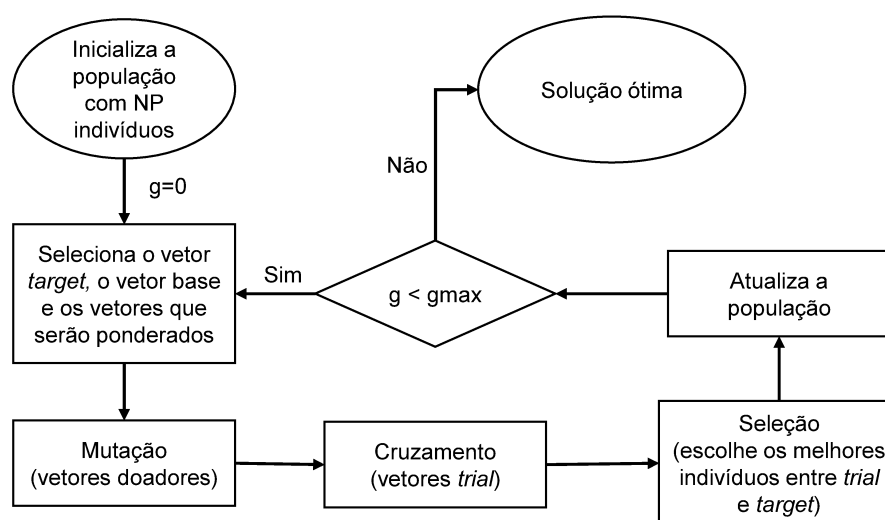 Inicializa a
população
com NP
indivíduos
g=0
Seleciona o vetor
target, o vetor base
e os vetores que
serão ponderados
Mutação
(vetores doadores)
Cruzamento
(vetores trial)
Seleção
(escolhe os melhores
indivíduos entre trial
e target)
Atualiza a
população
g < gmax
Sim
Não
Solução ótima